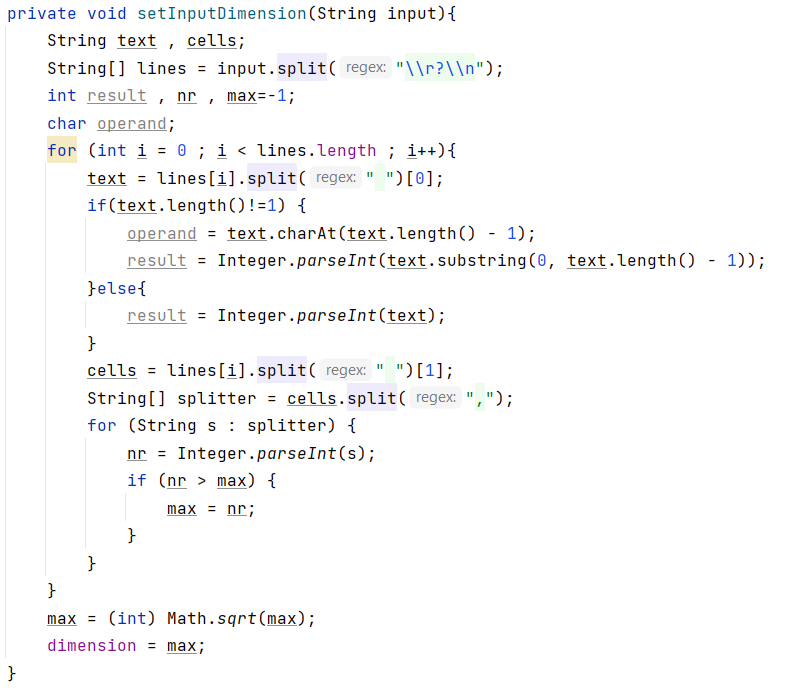 private void setInputDimension(String input){
    String text , cells;
    String[] lines = input.split( regex: "\\r?\\n");
    int result , nr , max=-1;
    char operand;
    for (int i = 0 ; i < lines.length ; i++){
        text = lines[i].split( regex: " ")[0];
        if(text.length()!=1) {
            operand = text.charAt(text.length() - 1);
            result = Integer.parseInt(text.substring(0, text.length() - 1));
        }else{
            result = Integer.parseInt(text);
        }
        cells = lines[i].split( regex: " ")[1];
        String[] splitter = cells.split( regex: ",");
        for (String s : splitter) {
            nr = Integer.parseInt(s);
            if (nr > max) {
                max = nr;
            }
        }
    }
    max = (int) Math.sqrt(max);
    dimension = max;
}